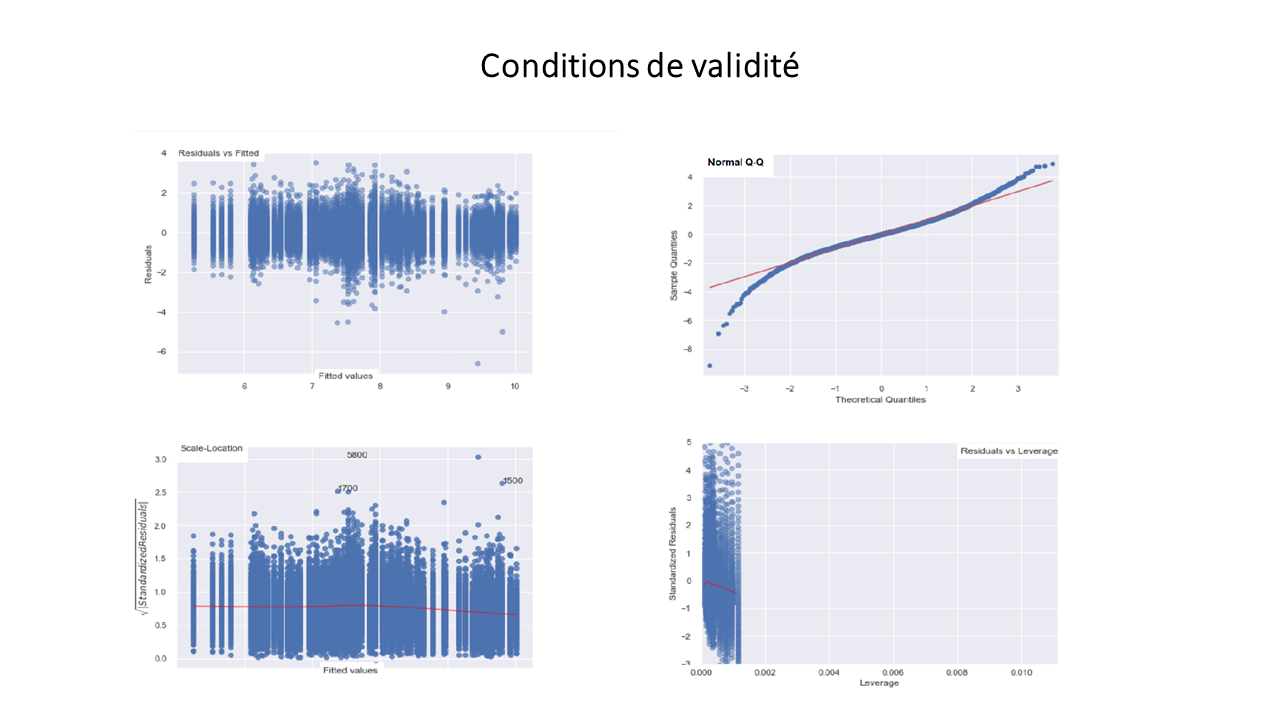 Conditions de validité
Residuals vs Fitted
4
2
0
−2
−4
−6
Residuals
Fitted values
6 7 8 9 10
Normal Q-Q
4
2
0
−2
−4
−6
−8
Sample Quantiles
−3 −2 −1 0 1 2 3
Theoretical Quantiles
Scale-Location
3.0
2.5
2.0
1.5
1.0
0.5
0.0
√|StandardizedResiduals|
5800
1500
1700
Fitted values
Residuals vs Leverage
5
4
3
2
1
0
−1
−2
−3
Standardized Residuals
0.000 0.002 0.004 0.006 0.008 0.010
Leverage